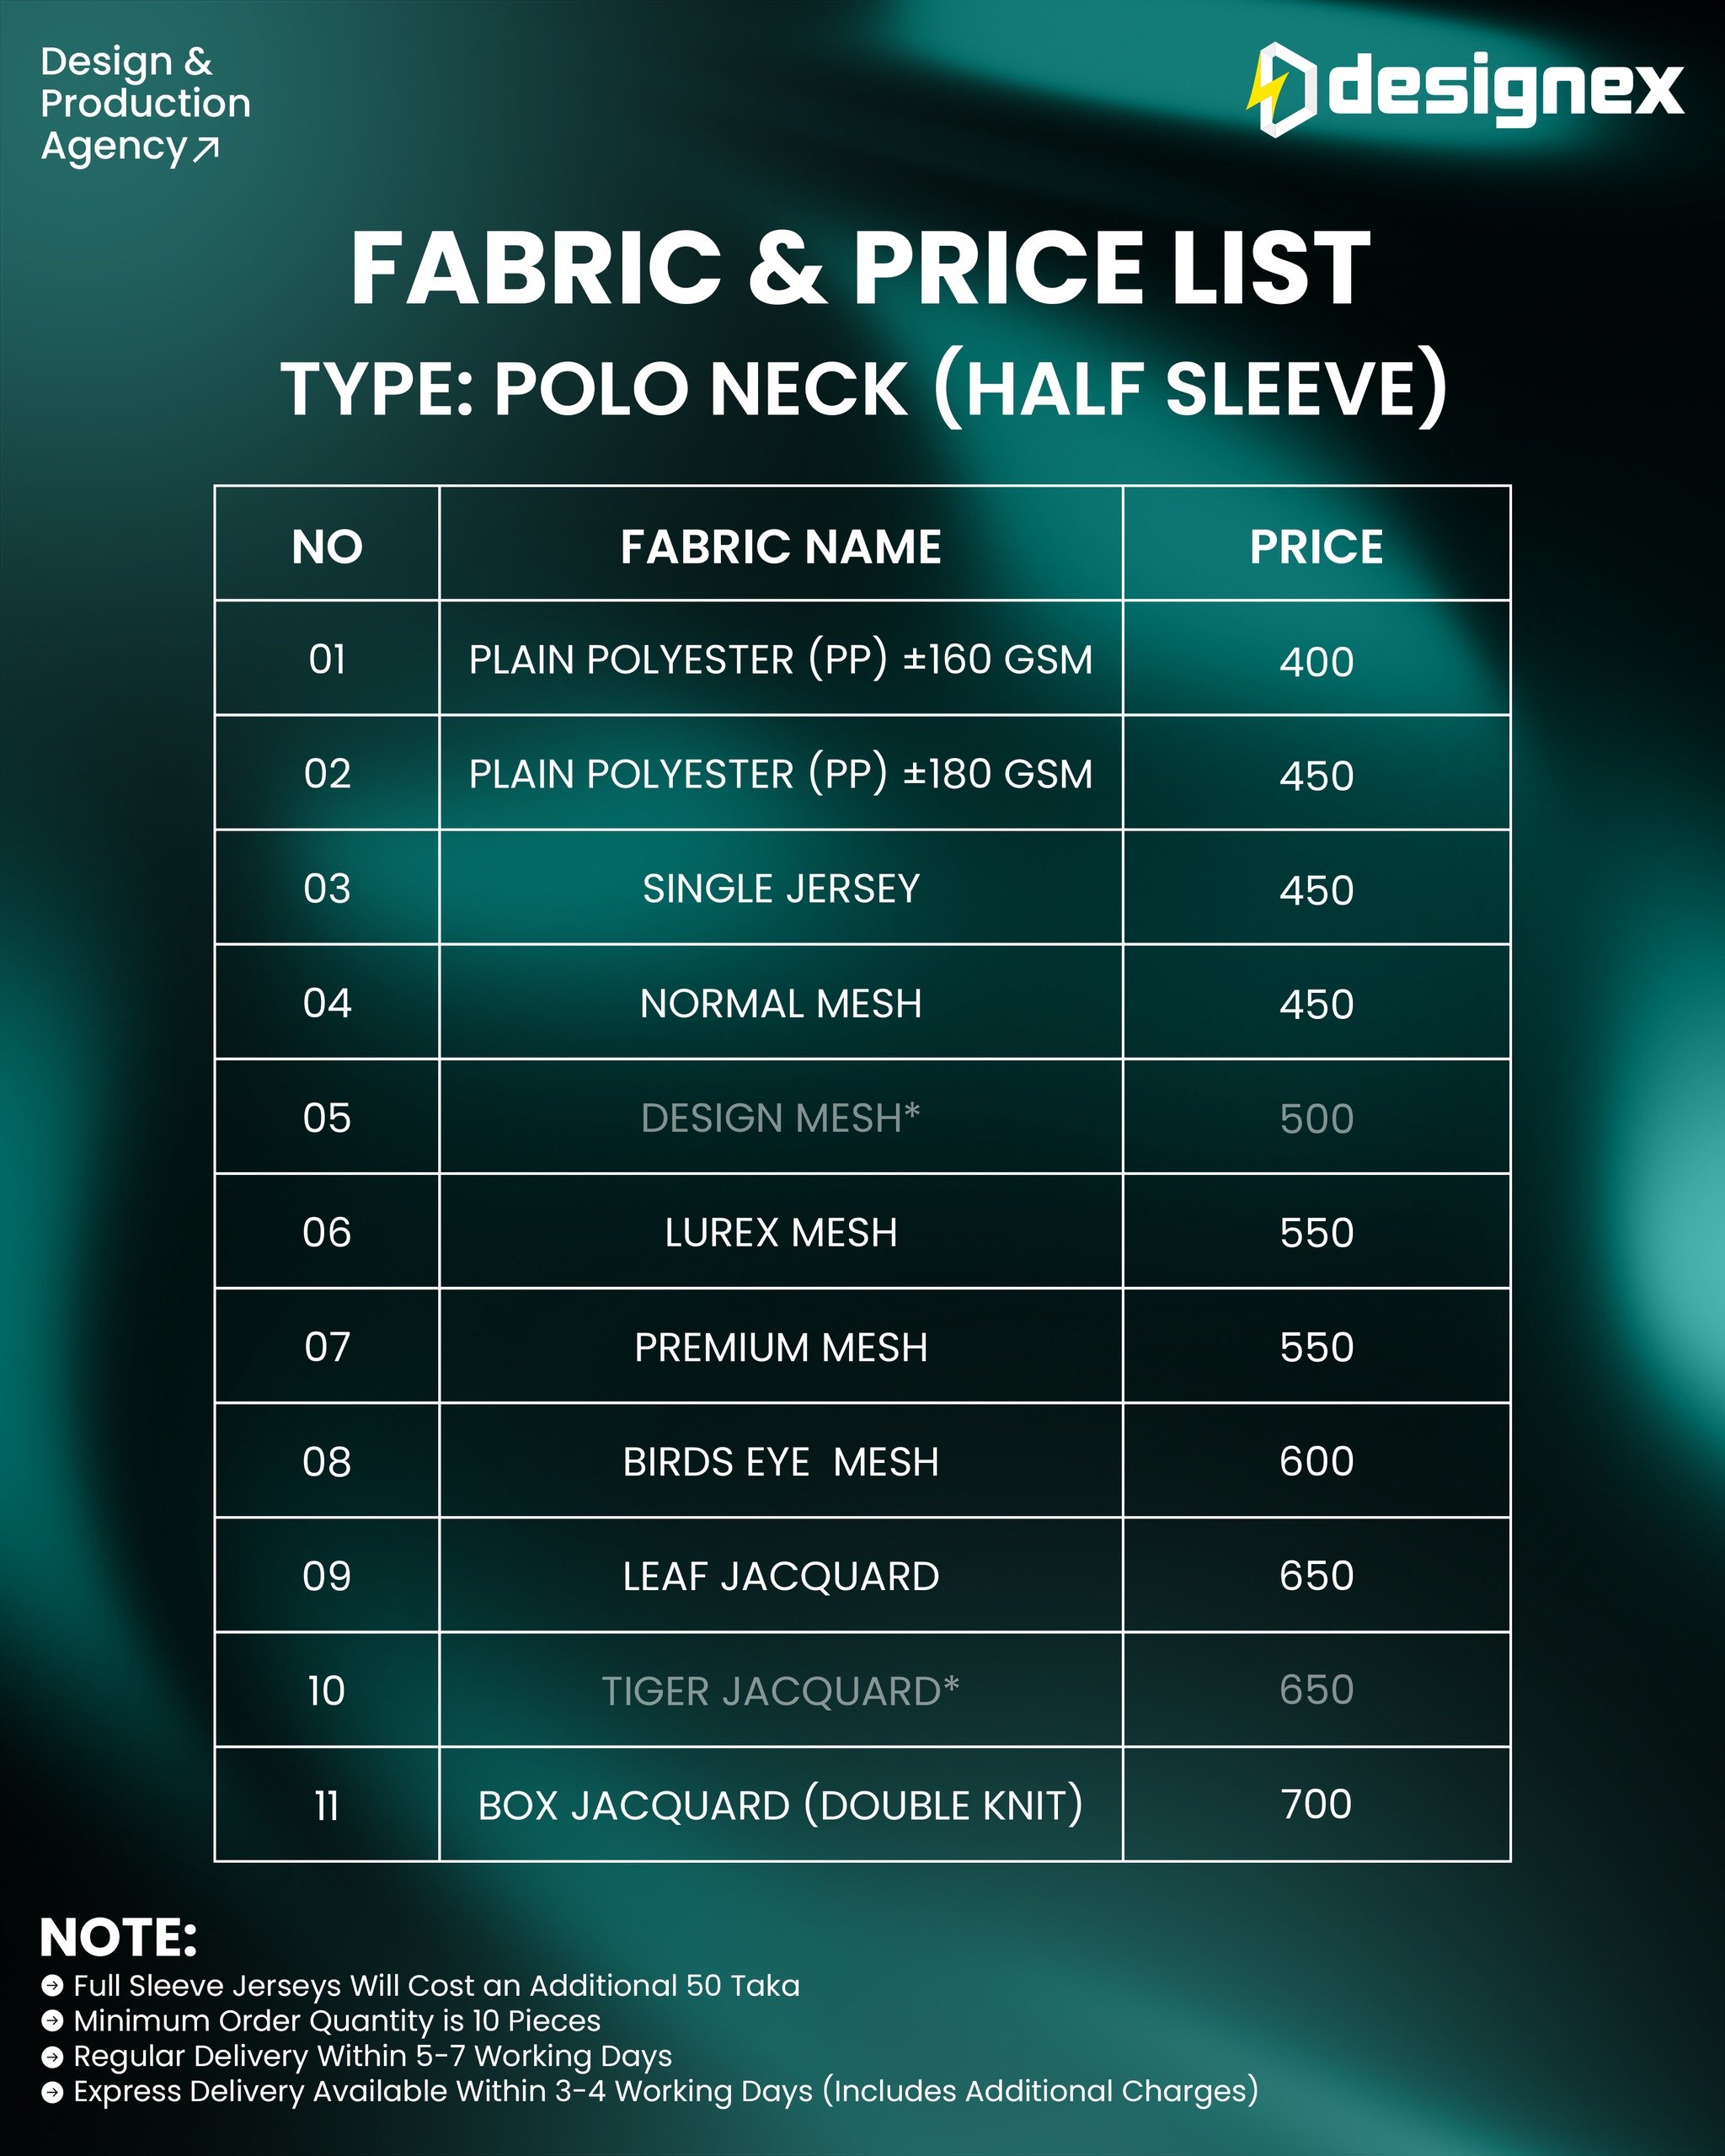 Design &
Production
Agency↗
designex
FABRIC & PRICE LIST
TYPE: POLO NECK (HALF SLEEVE)
NO FABRIC NAME PRICE
01 PLAIN POLYESTER (PP) ±160 GSM 400
02 PLAIN POLYESTER (PP) ±180 GSM 450
03 SINGLE JERSEY 450
04 NORMAL MESH 450
05 DESIGN MESH* 500
06 LUREX MESH 550
07 PREMIUM MESH 550
08 BIRDS EYE  MESH 600
09 LEAF JACQUARD 650
10 TIGER JACQUARD* 650
11 BOX JACQUARD (DOUBLE KNIT) 700
NOTE:
Full Sleeve Jerseys Will Cost an Additional 50 Taka
Minimum Order Quantity is 10 Pieces
Regular Delivery Within 5-7 Working Days
Express Delivery Available Within 3-4 Working Days (Includes Additional Charges)